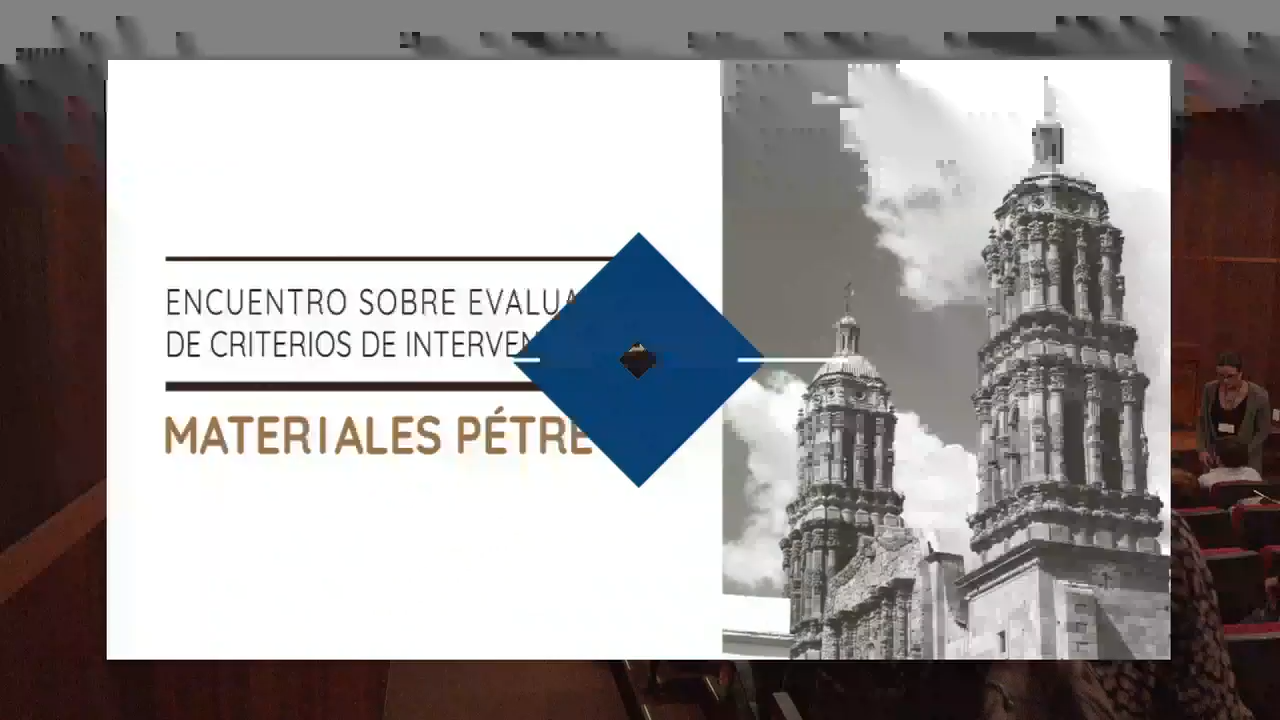 ENCUENTRO SOBRE EVALUA
DE CRITERIOS DE INTERVEN
MATERIALES PÉTRE